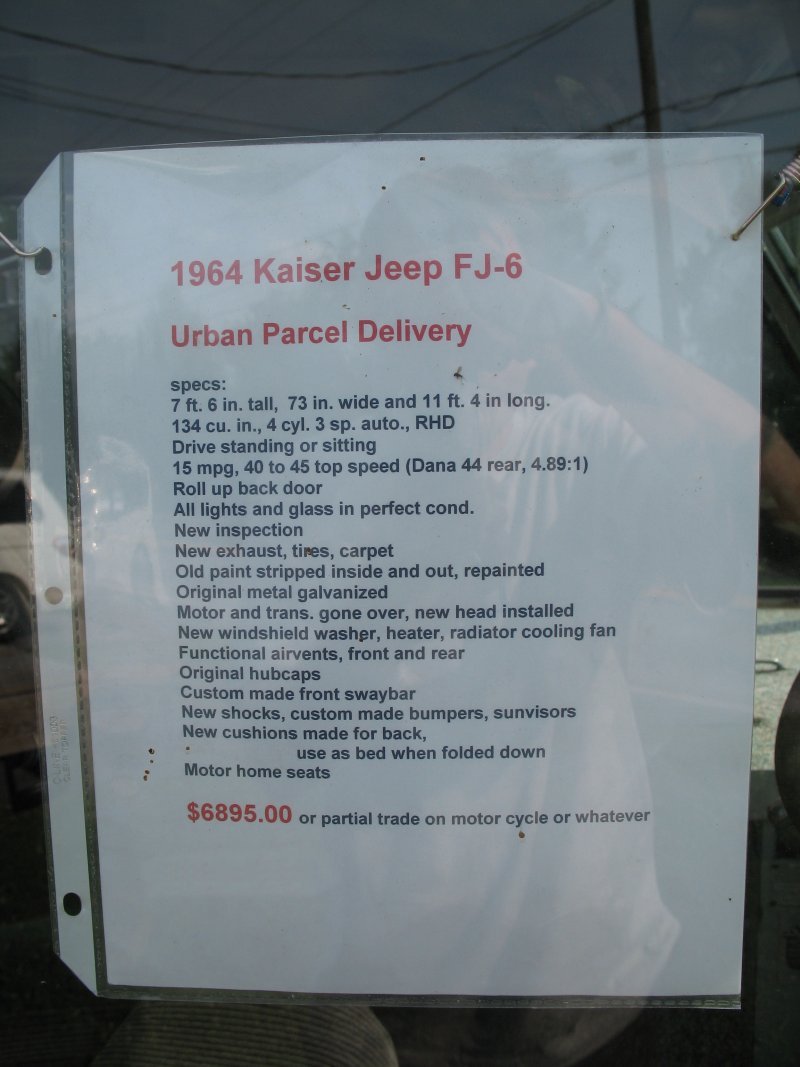 1964 Kaiser Jeep FJ-6
Urban Parcel Delivery
specs:
7 ft. 6 in. tall, 73 in. wide and 11 ft. 4 in long.
134 cu. in., 4 cyl. 3 sp. auto., RHD
Drive standing or sitting
15 mpg, 40 to 45 top speed (Dana 44 rear, 4.89:1)
Roll up back door
All lights and glass in perfect cond.
New inspection
New exhaust, tires, carpet
Old paint stripped inside and out, repainted
Original metal galvanized
Motor and trans. gone over, new head installed
New windshield washer, heater, radiator cooling fan
Functional airvents, front and rear
Original hubcaps
Custom made front swaybar
New shocks, custom made bumpers, sunvisors
New cushions made for back,
use as bed when folded down
Motor home seats
$6895.00 or partial trade on motor cycle or whatever